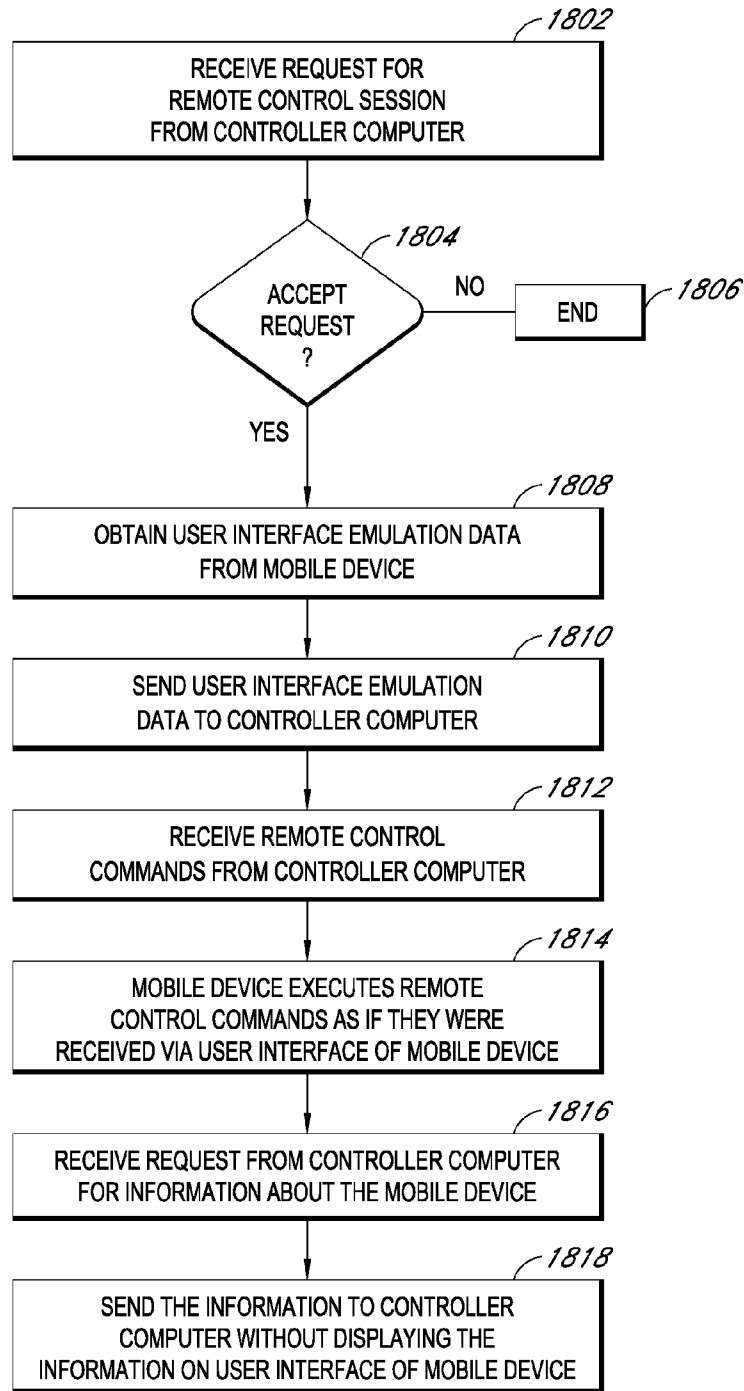 1802
RECEIVE REQUEST FOR
REMOTE CONTROL SESSION
FROM CONTROLLER COMPUTER
1804
ACCEPT
REQUEST
?
NO
1806
END
YES
1808
OBTAIN USER INTERFACE EMULATION DATA
FROM MOBILE DEVICE
1810
SEND USER INTERFACE EMULATION
DATA TO CONTROLLER COMPUTER
1812
RECEIVE REMOTE CONTROL
COMMANDS FROM CONTROLLER COMPUTER
1814
MOBILE DEVICE EXECUTES REMOTE
CONTROL COMMANDS AS IF THEY WERE
RECEIVED VIA USER INTERFACE OF MOBILE DEVICE
1816
RECEIVE REQUEST FROM CONTROLLER COMPUTER
FOR INFORMATION ABOUT THE MOBILE DEVICE
1818
SEND THE INFORMATION TO CONTROLLER
COMPUTER WITHOUT DISPLAYING THE
INFORMATION ON USER INTERFACE OF MOBILE DEVICE